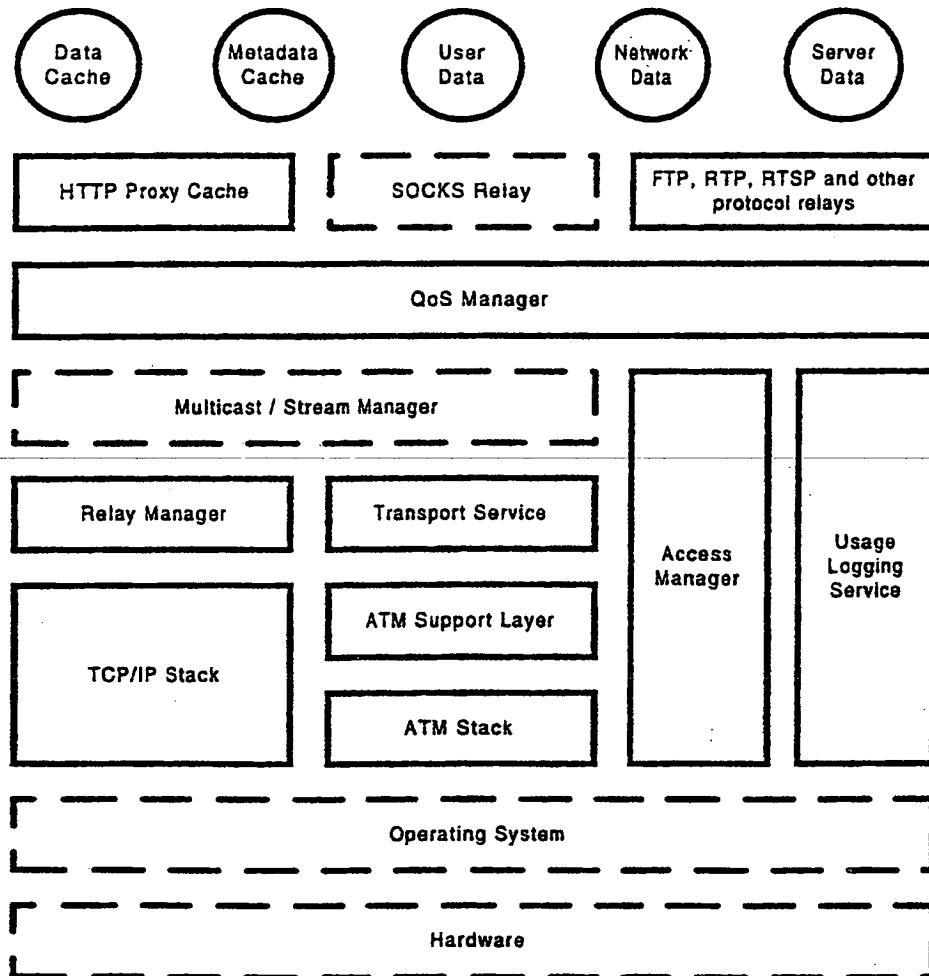 Data
Cache
Metadata
Cache
User
Data
Network
Data
Server
Data
HTTP Proxy Cache
SOCKS Relay
FTP, RTP, RTSP and other
protocol relays
QoS Manager
Multicast / Stream Manager
Relay Manager
Transport Service
Access
Manager
Usage
Logging
Service
TCP/IP Stack
ATM Support Layer
ATM Stack
Operating System
Hardware